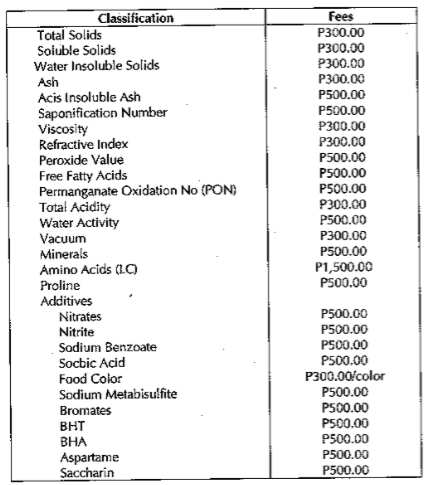 Classification Fees
Total Solids P300.00
Soluble Solids P300.00
Water Insoluble Solids P300.00
Ash P300.00
Acis Insoluble Ash P500.00
Saponification Number P500.00
Viscosity P300.00
Refractive Index P300.00
Peroxide Value P500.00
Free Fatty Acids P500.00
Permanganate Oxidation No (PON) P500.00
Total Acidity P300.00
Water Activity P500.00
Vacuum P300.00
Minerals P500.00
Amino Acids (LC) P1,500.00
Proline P500.00
Additives
Nitrates P500.00
Nitrite P500.00
Sodium Benzoate P500.00
Socbic Acid P500.00
Food Color P300.00/color
Sodium Metabisulfite P500.00
Bromates P500.00
BHT P500.00
BHA P500.00
Aspartame P500.00
Saccharin P500.00